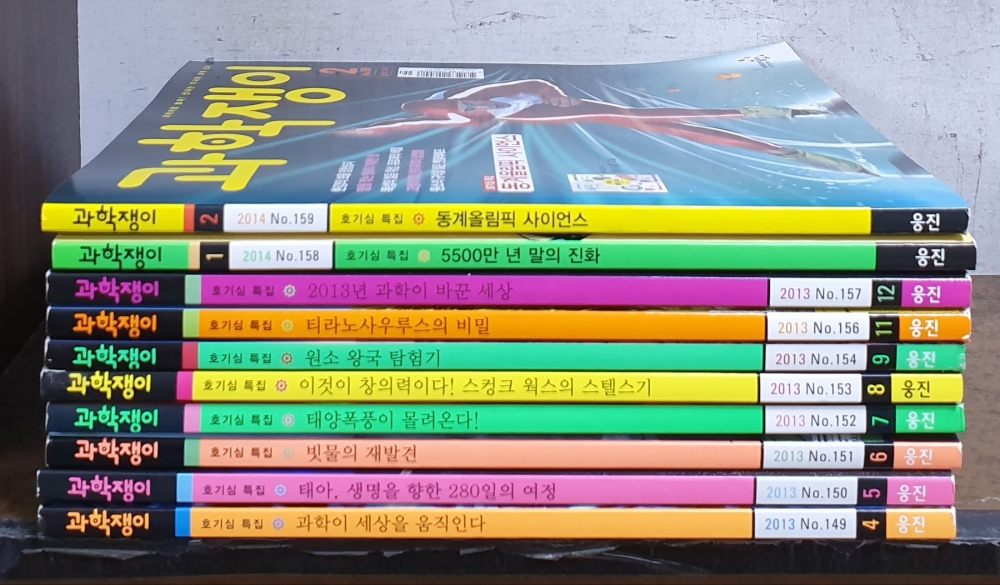 과학쟁이
2
동계올림픽
과학쟁이 2 2014 No.159 호기심 특집 동계올림픽 사이언스 웅진
과학쟁이 1 2014 No.158 호기심 특집 5500만 년 말의 진화 웅진
과학쟁이 호기심 특집 2013년 과학이 바꾼 세상 2013 No.157 12 웅진
과학쟁이 호기심 특집 티라노사우루스의 비밀 2013 No.156 11 웅진
과학쟁이 호기심 특집 원소 왕국 탐험기 2013 No.154 9 웅진
과학쟁이 호기심 특집 이것이 창의력이다! 스컹크 웍스의 스텔스기 2013 No.153 8 웅진
과학쟁이 호기심 특집 태양폭풍이 몰려온다! 2013 No.152 7 웅진
과학쟁이 호기심 특집 빗물의 재발견 2013 No.151 6 웅진
과학쟁이 호기심 특집 태아, 생명을 향한 280일의 여정 2013 No.150 5 웅진
과학쟁이 호기심 특집 과학이 세상을 움직인다 2013 No.149 4 웅진